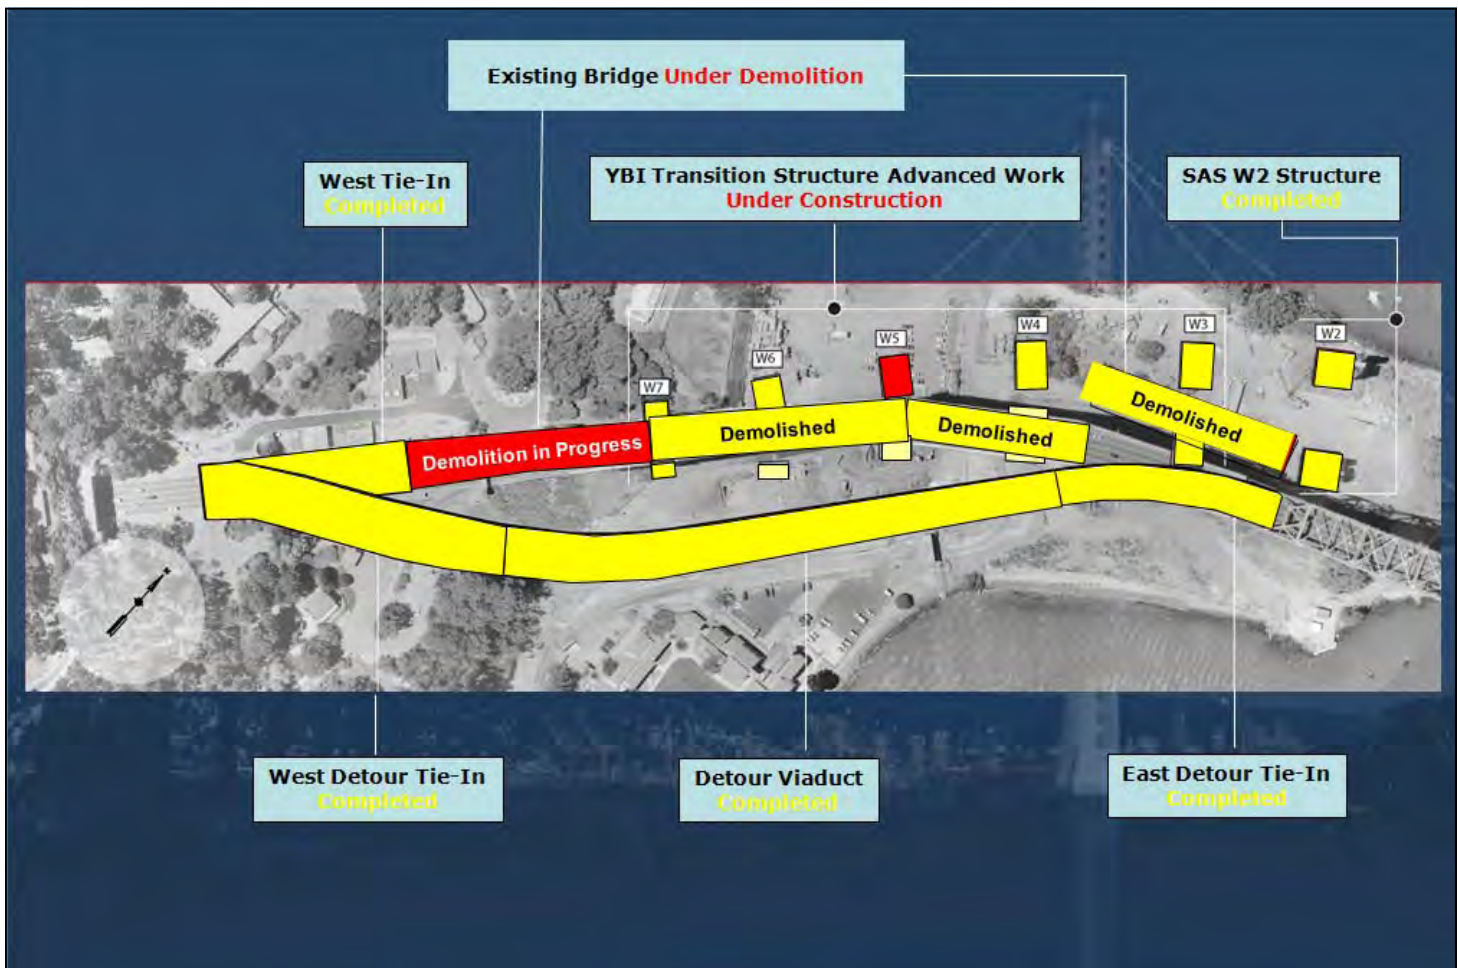 Existing Bridge Under Demolition
West Tie-In
Completed
YBI Transition Structure Advanced Work
Under Construction
SAS W2 Structure
Completed
W7
W6
W5
W4
W3
W2
Demolition in Progress
Demolished
Demolished
Demolished
West Detour Tie-In
Completed
Detour Viaduct
Completed
East Detour Tie-In
Completed